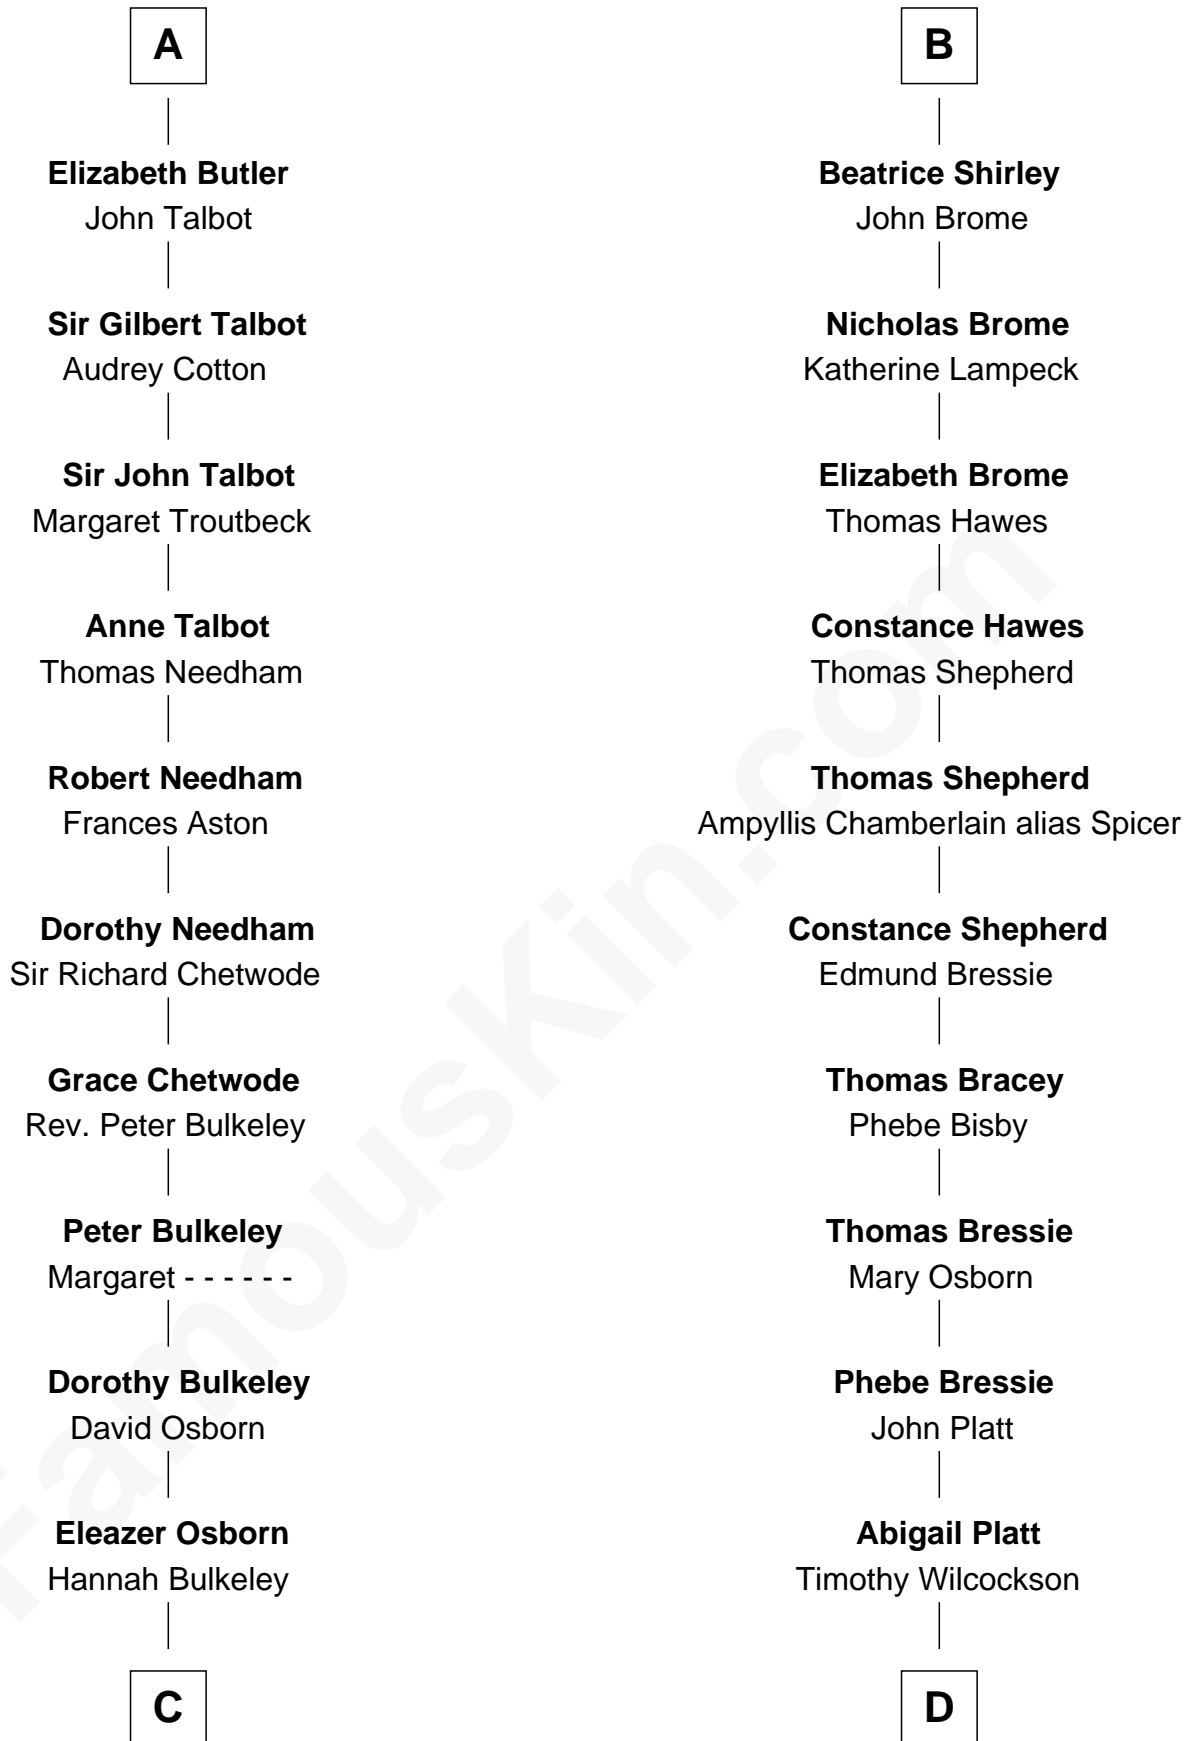 A
Elizabeth Butler
John Talbot
Sir Gilbert Talbot
Audrey Cotton
Sir John Talbot
Margaret Troutbeck
Anne Talbot
Thomas Needham
Robert Needham
Frances Aston
Dorothy Needham
Sir Richard Chetwode
Grace Chetwode
Rev. Peter Bulkeley
Peter Bulkeley
Margaret - - - - - -
Dorothy Bulkeley
David Osborn
Eleazer Osborn
Hannah Bulkeley
C
B
Beatrice Shirley
John Brome
Nicholas Brome
Katherine Lampeck
Elizabeth Brome
Thomas Hawes
Constance Hawes
Thomas Shepherd
Thomas Shepherd
Ampyllis Chamberlain alias Spicer
Constance Shepherd
Edmund Bressie
Thomas Bracey
Phebe Bisby
Thomas Bressie
Mary Osborn
Phebe Bressie
John Platt
Abigail Platt
Timothy Wilcockson
D
FamousKin.com